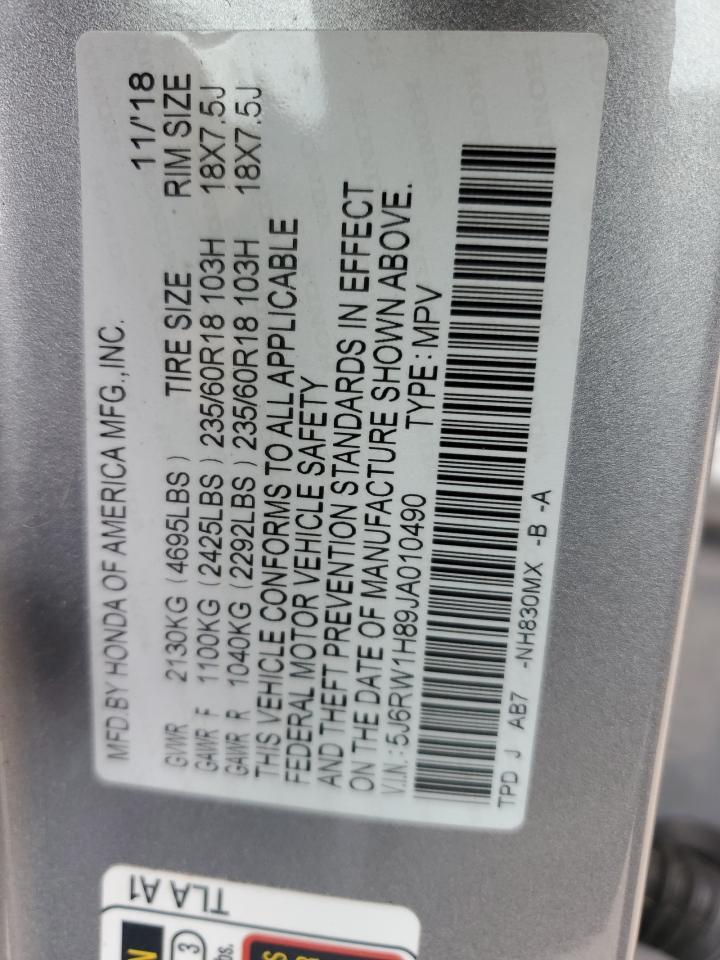 MFD.BY HONDA OF AMERICA MFG.,INC. 11/'18
GVWR 2130KG (4695LBS) TIRE SIZE RIM SIZE
GAWR F 1100KG (2425LBS) 235/60R18 103H 18X7.5J
GAWR R 1040KG (2292LBS) 235/60R18 103H 18X7.5J
THIS VEHICLE CONFORMS TO ALL APPLICABLE
FEDERAL MOTOR VEHICLE SAFETY
AND THEFT PREVENTION STANDARDS IN EFFECT
ON THE DATE OF MANUFACTURE SHOWN ABOVE.
V.I.N.: 5J6RW1H89JA010490 TYPE: MPV
TPD J AB7 -NH830MX -B -A
TLA A1
3